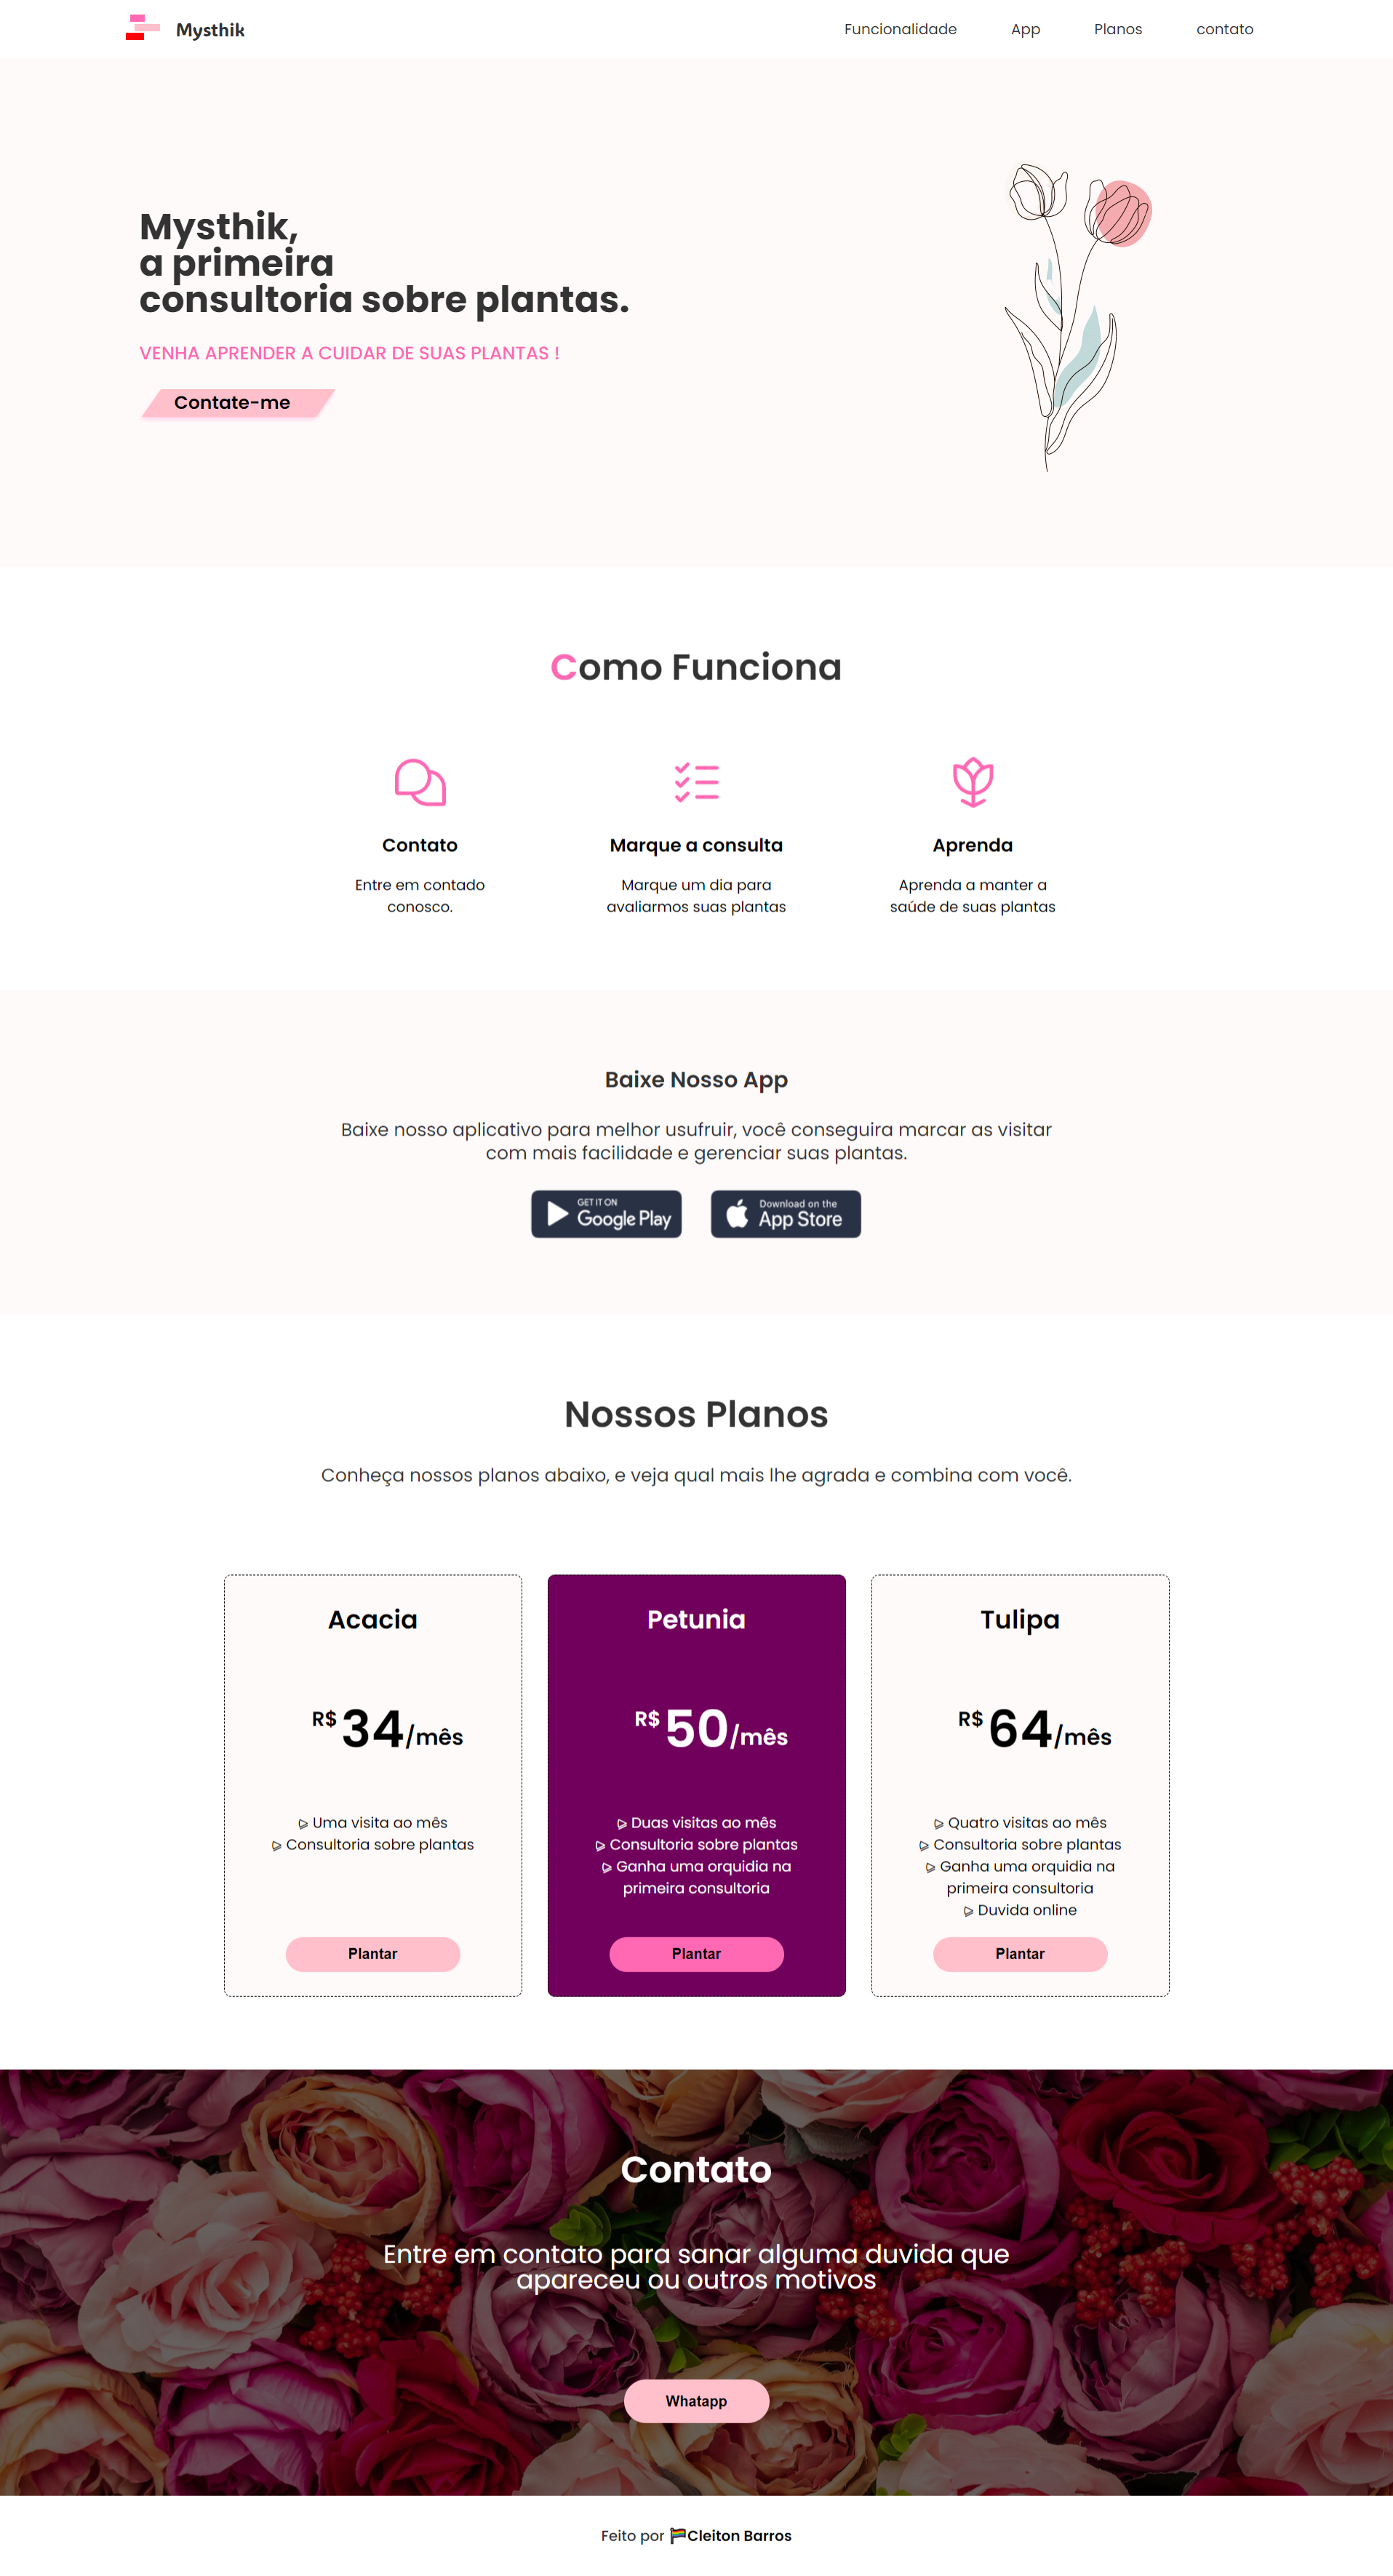 Mysthik
Funcionalidade
App
Planos
contato
Mysthik,
a primeira
consultoria sobre plantas.
VENHA APRENDER A CUIDAR DE SUAS PLANTAS !
Contate-me
Como Funciona
Contato
Entre em contado
conosco.
Marque a consulta
Marque um dia para
avaliarmos suas plantas
Aprenda
Aprenda a manter a
saúde de suas plantas
Baixe Nosso App
Baixe nosso aplicativo para melhor usufruir, você conseguira marcar as visitar
com mais facilidade e gerenciar suas plantas.
GET IT ON
Google Play
Download on the
App Store
Nossos Planos
Conheça nossos planos abaixo, e veja qual mais lhe agrada e combina com você.
Acacia
R$34/mês
Uma visita ao mês
Consultoria sobre plantas
Plantar
Petunia
R$50/mês
Duas visitas ao mês
Consultoria sobre plantas
Ganha uma orquidia na
primeira consultoria
Plantar
Tulipa
R$64/mês
Quatro visitas ao mês
Consultoria sobre plantas
Ganha uma orquidia na
primeira consultoria
Duvida online
Plantar
Contato
Entre em contato para sanar alguma duvida que
apareceu ou outros motivos
Whatapp
Feito por 🏳️‍🌈Cleiton Barros